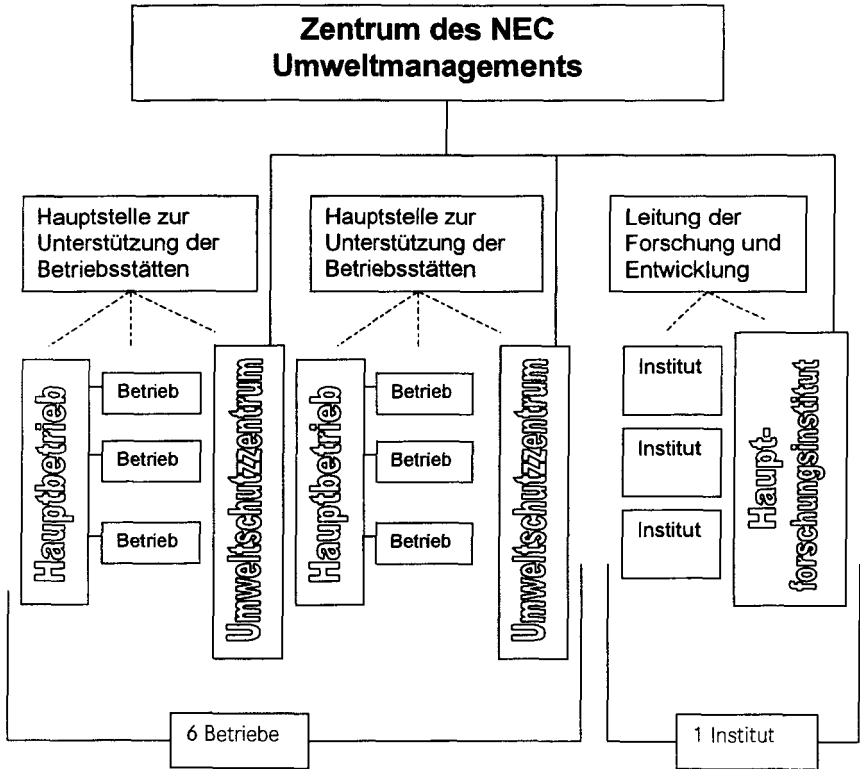 Zentrum des NEC
Umweltmanagements
Hauptstelle zur
Unterstützung der
Betriebsstätten
Hauptstelle zur
Unterstützung der
Betriebsstätten
Leitung der
Forschung und
Entwicklung
Hauptbetrieb
Betrieb
Betrieb
Betrieb
Umweltschutzzentrum
Hauptbetrieb
Betrieb
Betrieb
Betrieb
Umweltschutzzentrum
Institut
Institut
Institut
Haupt-
forschungsinstitut
6 Betriebe
1 Institut